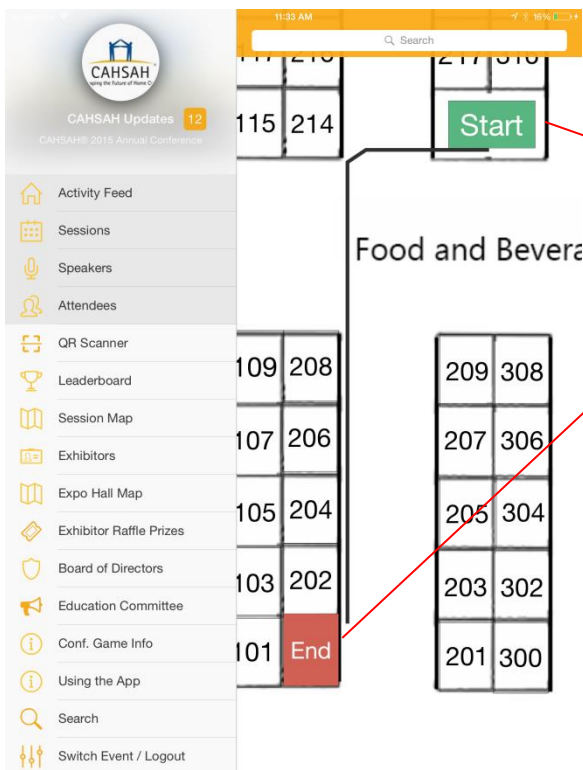 11:33 AM
16%
CAHSAH
CAHSAH Updates 12
CAHSAH® 2015 Annual Conference
Activity Feed
Sessions
Speakers
Attendees
QR Scanner
Leaderboard
Session Map
Exhibitors
Expo Hall Map
Exhibitor Raffle Prizes
Board of Directors
Education Committee
Conf. Game Info
Using the App
Search
Switch Event / Logout
Search
115 214
Start
Food and Bevera
109 208 209 308
107 206 207 306
105 204 205 304
103 202 203 302
101 End 201 300